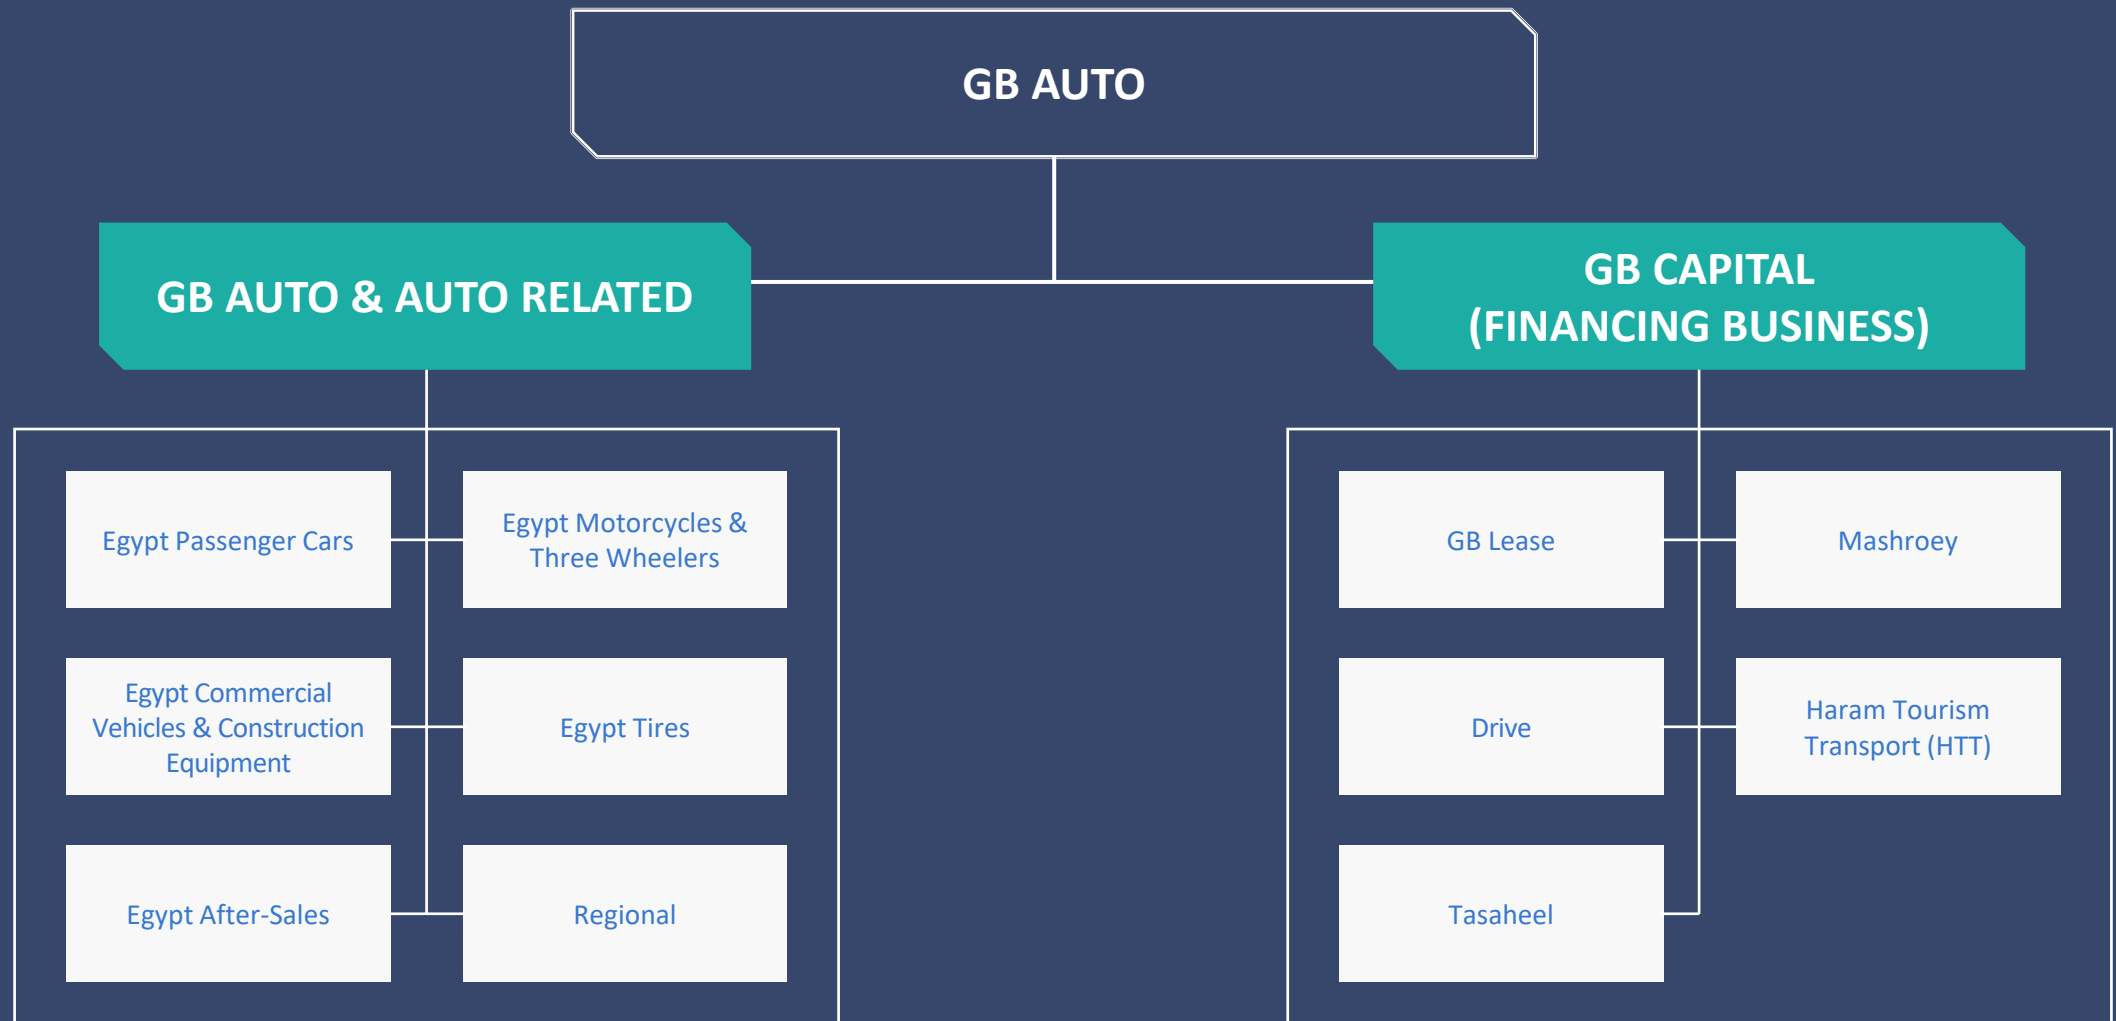 GB AUTO
GB AUTO & AUTO RELATED
GB CAPITAL
(FINANCING BUSINESS)
Egypt Passenger Cars
Egypt Motorcycles &
Three Wheelers
Egypt Commercial
Vehicles & Construction
Equipment
Egypt Tires
Egypt After-Sales
Regional
GB Lease
Mashroey
Drive
Haram Tourism
Transport (HTT)
Tasaheel